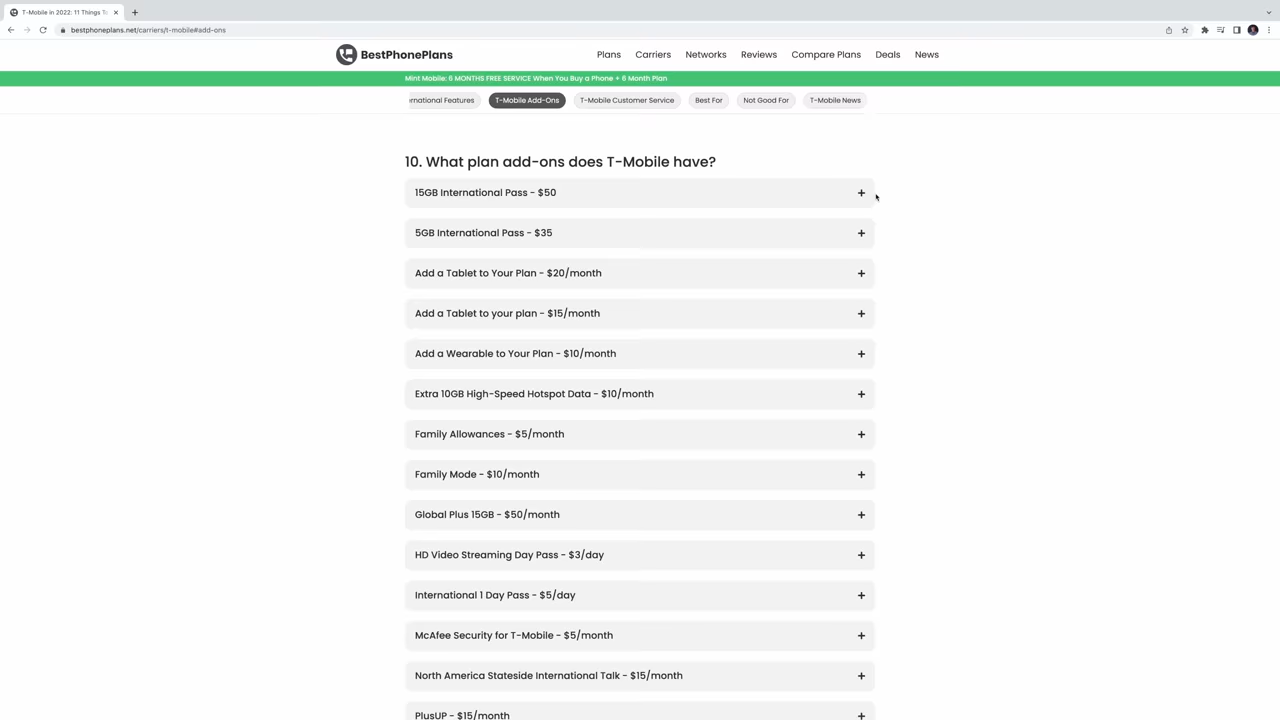 T-Mobile in 2022: 11 Things To
bestphoneplans.net/carriers/t-mobile#add-ons
BestPhonePlans
Plans
Carriers
Networks
Reviews
Compare Plans
Deals
News
Mint Mobile: 6 MONTHS FREE SERVICE When You Buy a Phone + 6 Month Plan
ernational Features
T-Mobile Add-Ons
T-Mobile Customer Service
Best For
Not Good For
T-Mobile News
10. What plan add-ons does T-Mobile have?
15GB International Pass - $50
5GB International Pass - $35
Add a Tablet to Your Plan - $20/month
Add a Tablet to your plan - $15/month
Add a Wearable to Your Plan - $10/month
Extra 10GB High-Speed Hotspot Data - $10/month
Family Allowances - $5/month
Family Mode - $10/month
Global Plus 15GB - $50/month
HD Video Streaming Day Pass - $3/day
International 1 Day Pass - $5/day
McAfee Security for T-Mobile - $5/month
North America Stateside International Talk - $15/month
PlusUP - $15/month